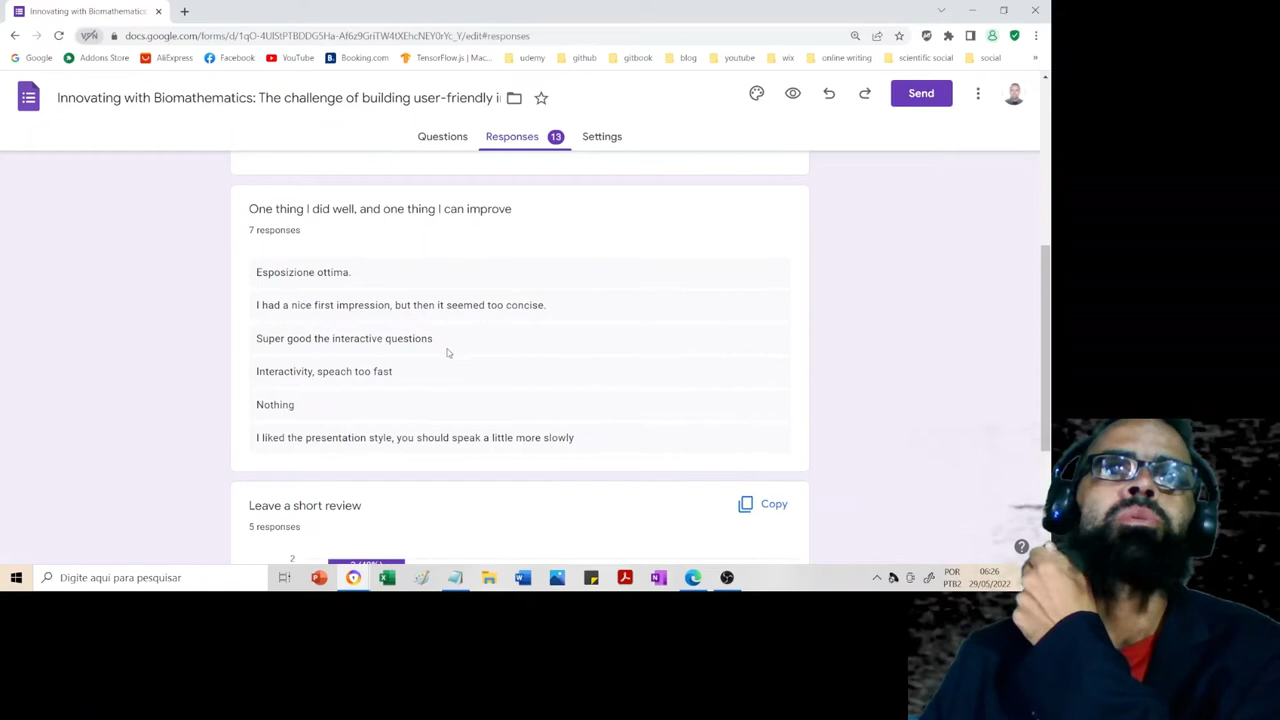 Innovating with Biomathematics:
VPN
docs.google.com/forms/d/1qO-4UlStPTBDDG5Ha-Af6z9GriTW4tXEhcNEY0rYc_Y/edit#responses
Google Addons Store AliExpress Facebook YouTube Booking.com TensorFlow.js | Mac... udemy github gitbook blog youtube wix online writing scientific social social »
Innovating with Biomathematics: The challenge of building user-friendly i
Send
Questions Responses 13 Settings
One thing I did well, and one thing I can improve
7 responses
Esposizione ottima.
I had a nice first impression, but then it seemed too concise.
Super good the interactive questions
Interactivity, speach too fast
Nothing
I liked the presentation style, you should speak a little more slowly
Leave a short review
Copy
5 responses
2
2 (40%)
Digite aqui para pesquisar
POR
PTB2
06:26
29/05/2022